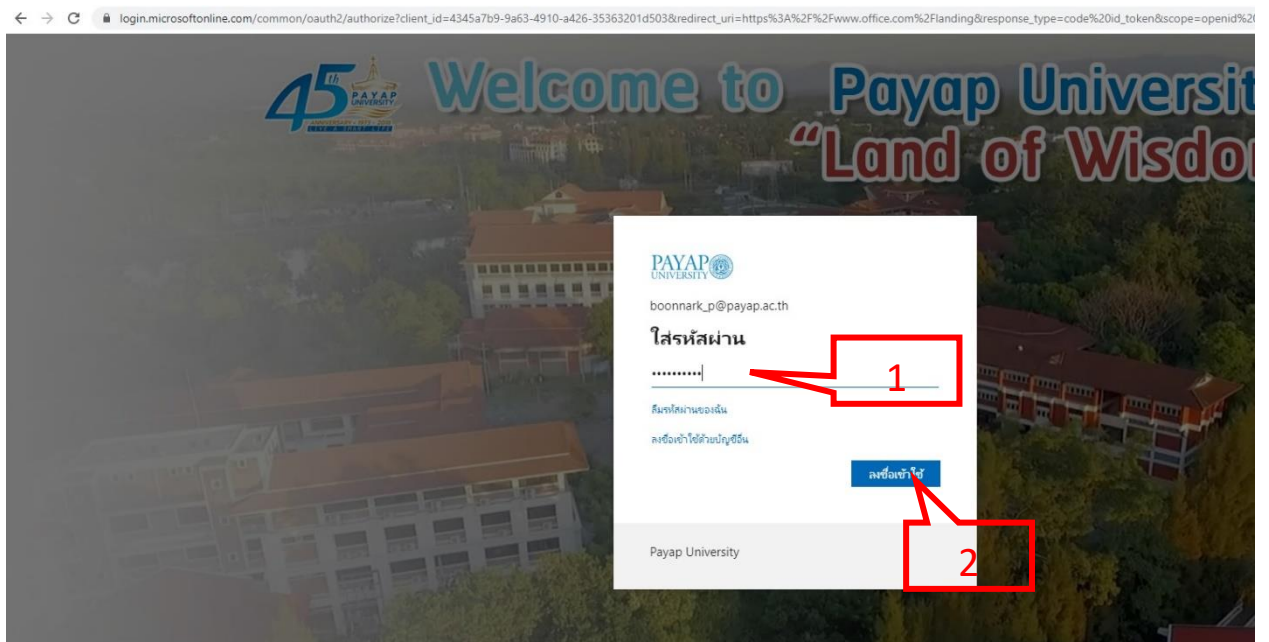 login.microsoftonline.com/common/oauth2/authorize?client_id=4345a7b9-9a63-4910-a426-35363201d503&redirect_uri=https%3A%2F%2Fwww.office.com%2Flanding&response_type=code%20id_token&scope=openid%20
45th
PAYAP
UNIVERSITY
Welcome to Payap Universit
"Land of Wisdo
PAYAP
UNIVERSITY
boonnark_p@payap.ac.th
ใส่รหัสผ่าน
••••••••••
1
ลืมรหัสผ่านของฉัน
ลงชื่อเข้าใช้ด้วยบัญชีอื่น
ลงชื่อเข้าใช้
2
Payap University